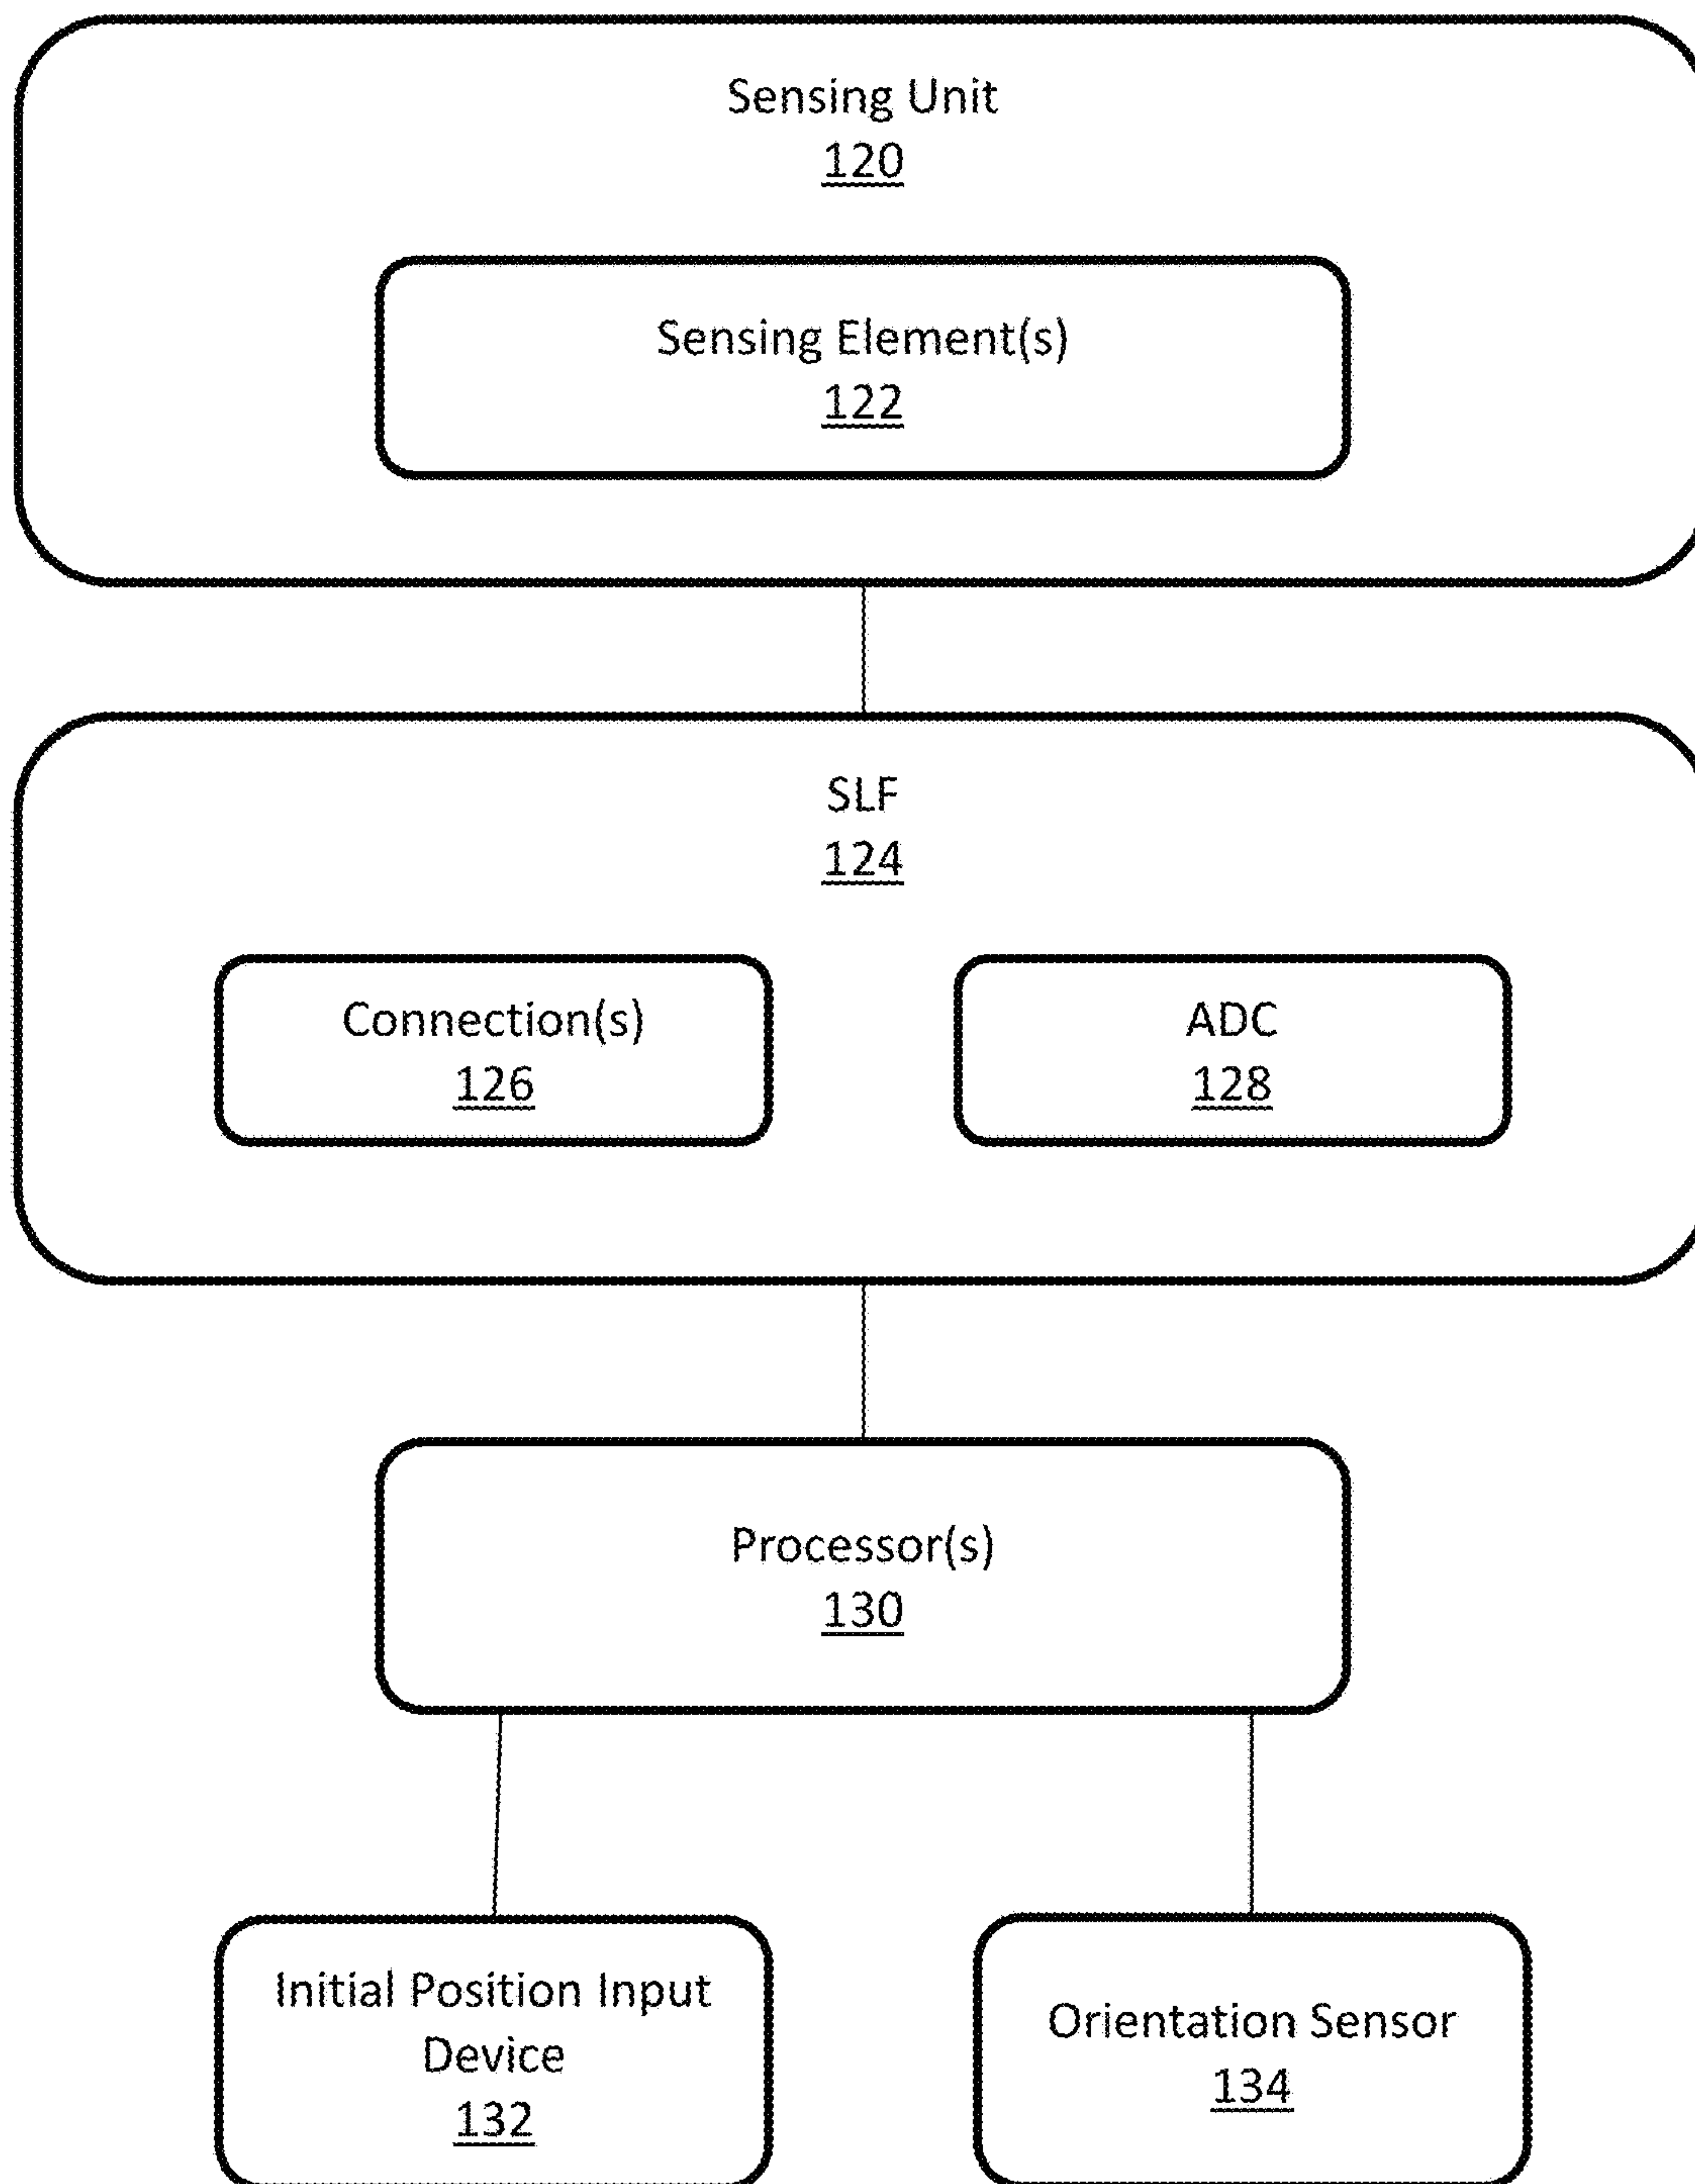 Sensing Unit
120
Sensing Element(s)
122
SLF
124
Connection(s)
126
ADC
128
Processor(s)
130
Initial Position Input
Device
132
Orientation Sensor
134